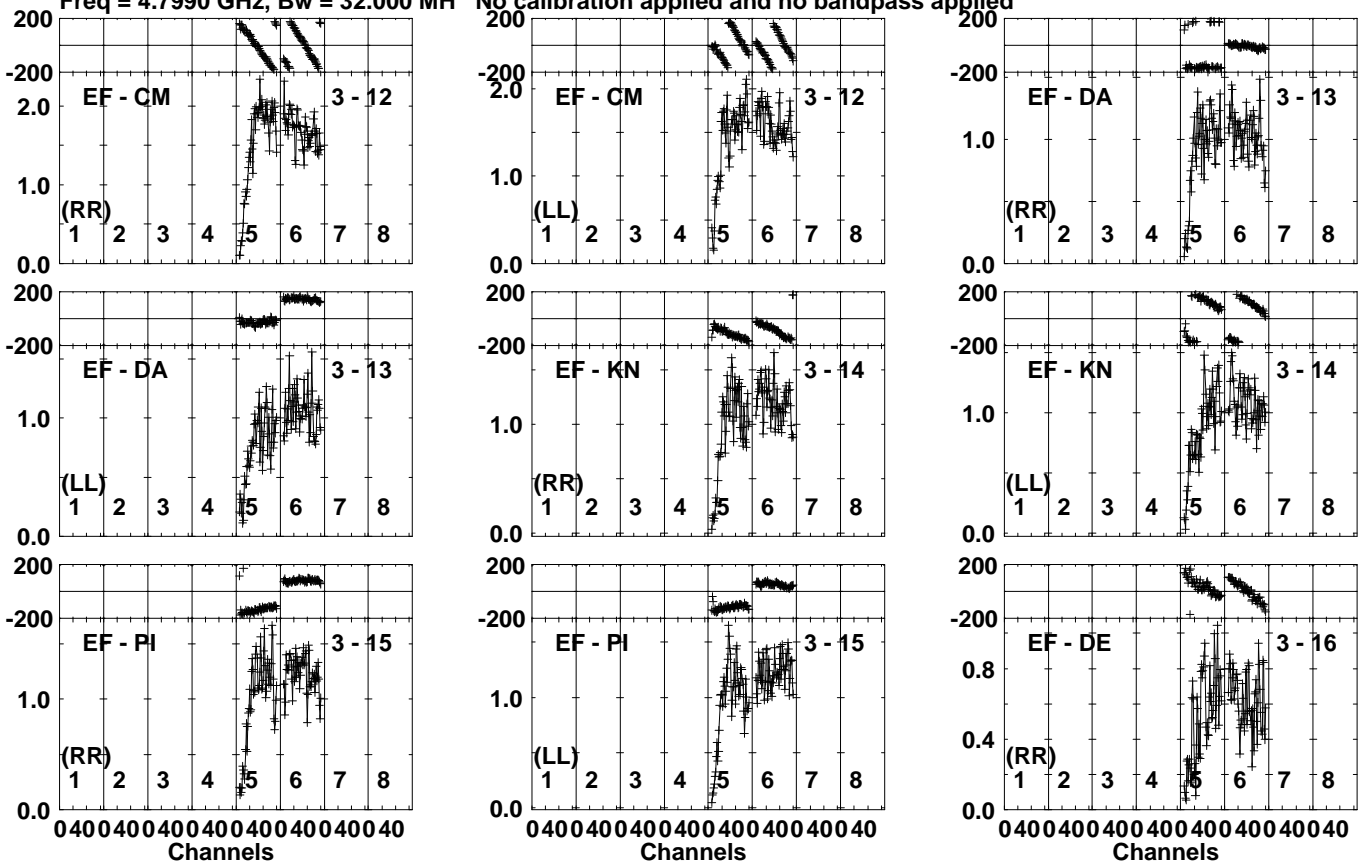 Freq = 4.7990 GHz, Bw = 32.000 MH   No calibration applied and no bandpass applied
200
-200
EF - CM 3 - 12
2.0
1.0
(RR)
1 2 3 4 5 6 7 8
0.0
200
-200
EF - CM 3 - 12
2.0
1.0
(LL)
1 2 3 4 5 6 7 8
0.0
200
-200
EF - DA 3 - 13
1.0
(RR)
1 2 3 4 5 6 7 8
0.0
200
-200
EF - DA 3 - 13
1.0
(LL)
1 2 3 4 5 6 7 8
0.0
200
-200
EF - KN 3 - 14
1.0
(RR)
1 2 3 4 5 6 7 8
0.0
200
-200
EF - KN 3 - 14
1.0
(LL)
1 2 3 4 5 6 7 8
0.0
200
-200
EF - PI 3 - 15
1.0
(RR)
1 2 3 4 5 6 7 8
0.0
0 40 0 40 0 40 0 40 0 40 0 40 0 40 0 40
Channels
200
-200
EF - PI 3 - 15
1.0
(LL)
1 2 3 4 5 6 7 8
0.0
0 40 0 40 0 40 0 40 0 40 0 40 0 40 0 40
200
-200
EF - DE 3 - 16
0.8
0.4
(RR)
1 2 3 4 5 6 7 8
0.0
0 40 0 40 0 40 0 40 0 40 0 40 0 40 0 40
Channels